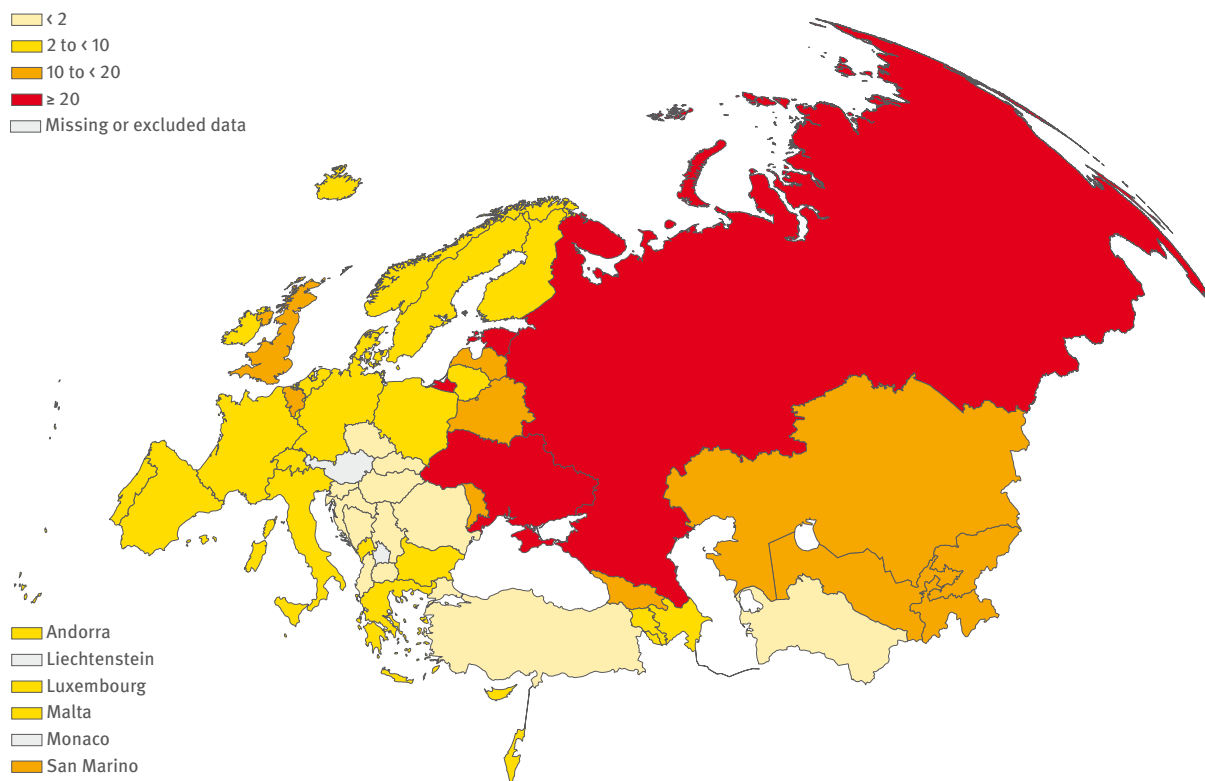 < 2
2 to < 10
10 to < 20
≥ 20
Missing or excluded data
Andorra
Liechtenstein
Luxembourg
Malta
Monaco
San Marino